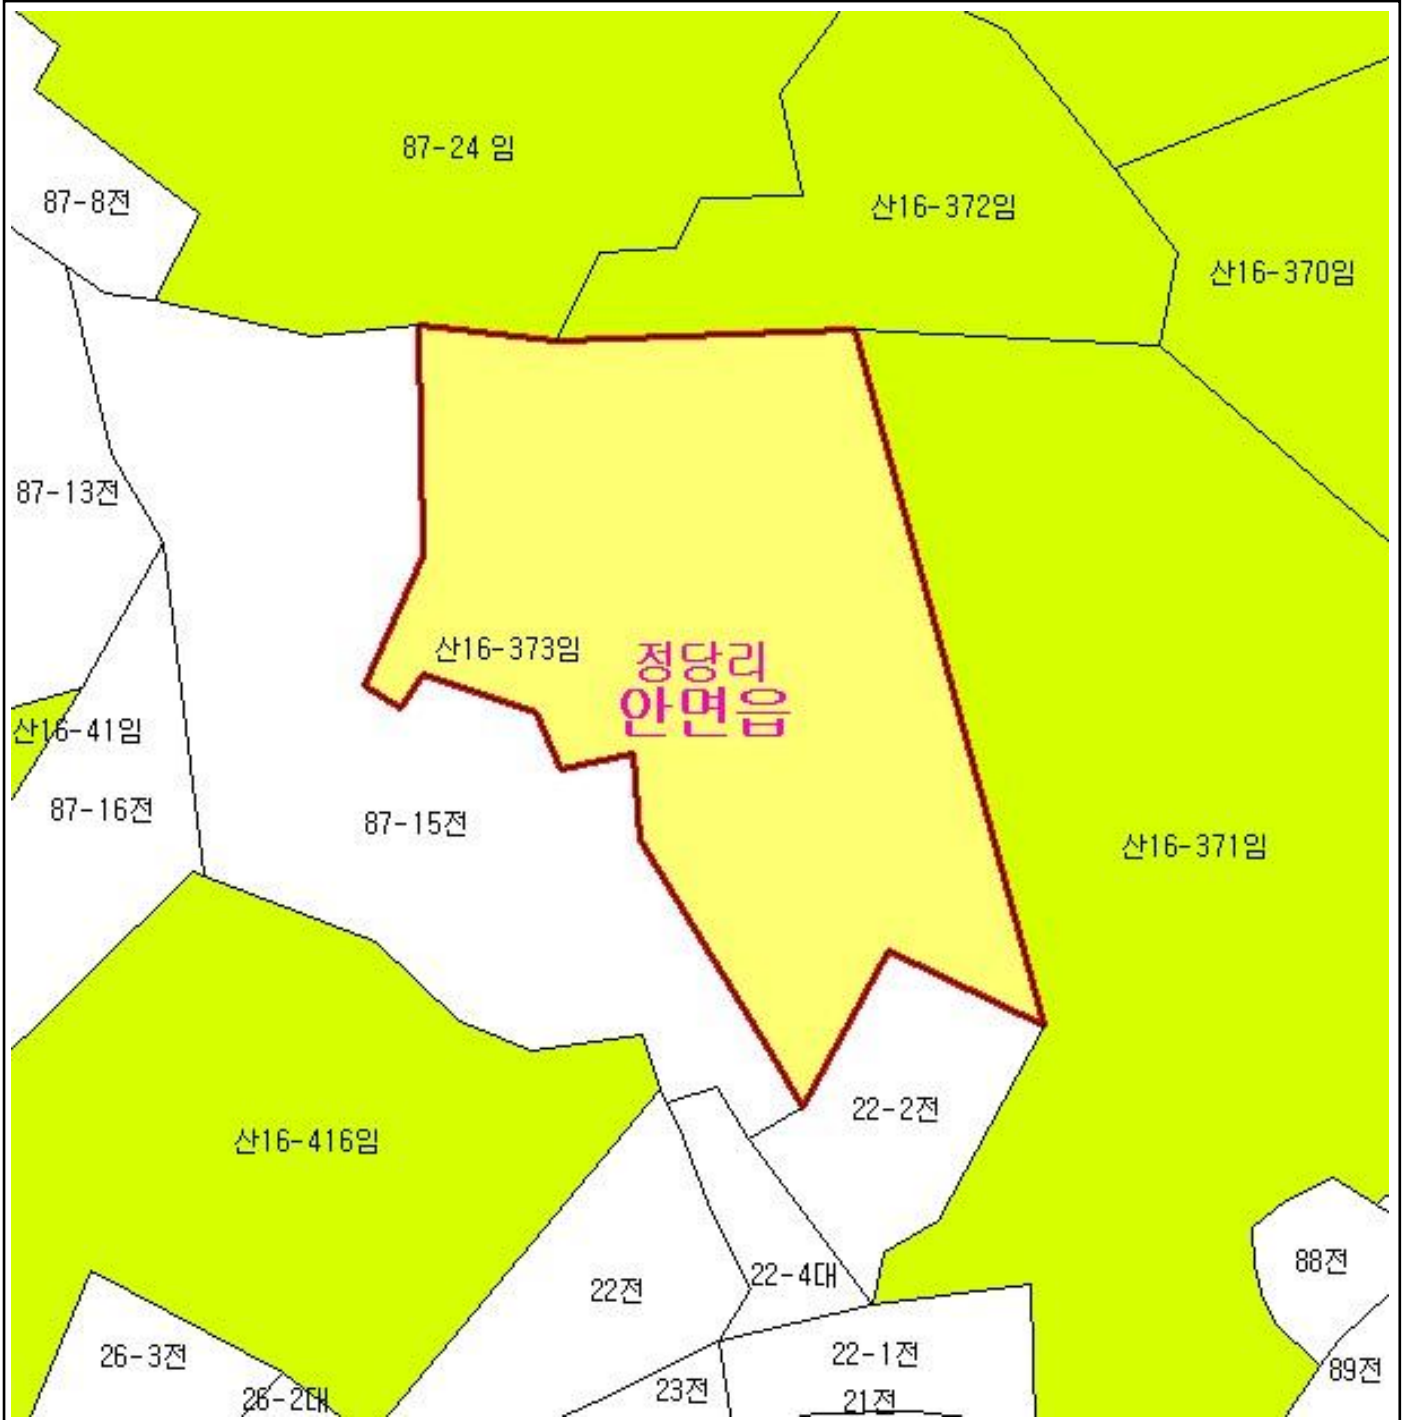 87-24 임
87-8전
산16-372임
산16-370임
87-13전
산16-373임
정당리
안면읍
산16-41임
87-16전
87-15전
산16-371임
22-2전
산16-416임
88전
22-4대
22전
22-1전
26-3전
89전
23전
26-2대
21전